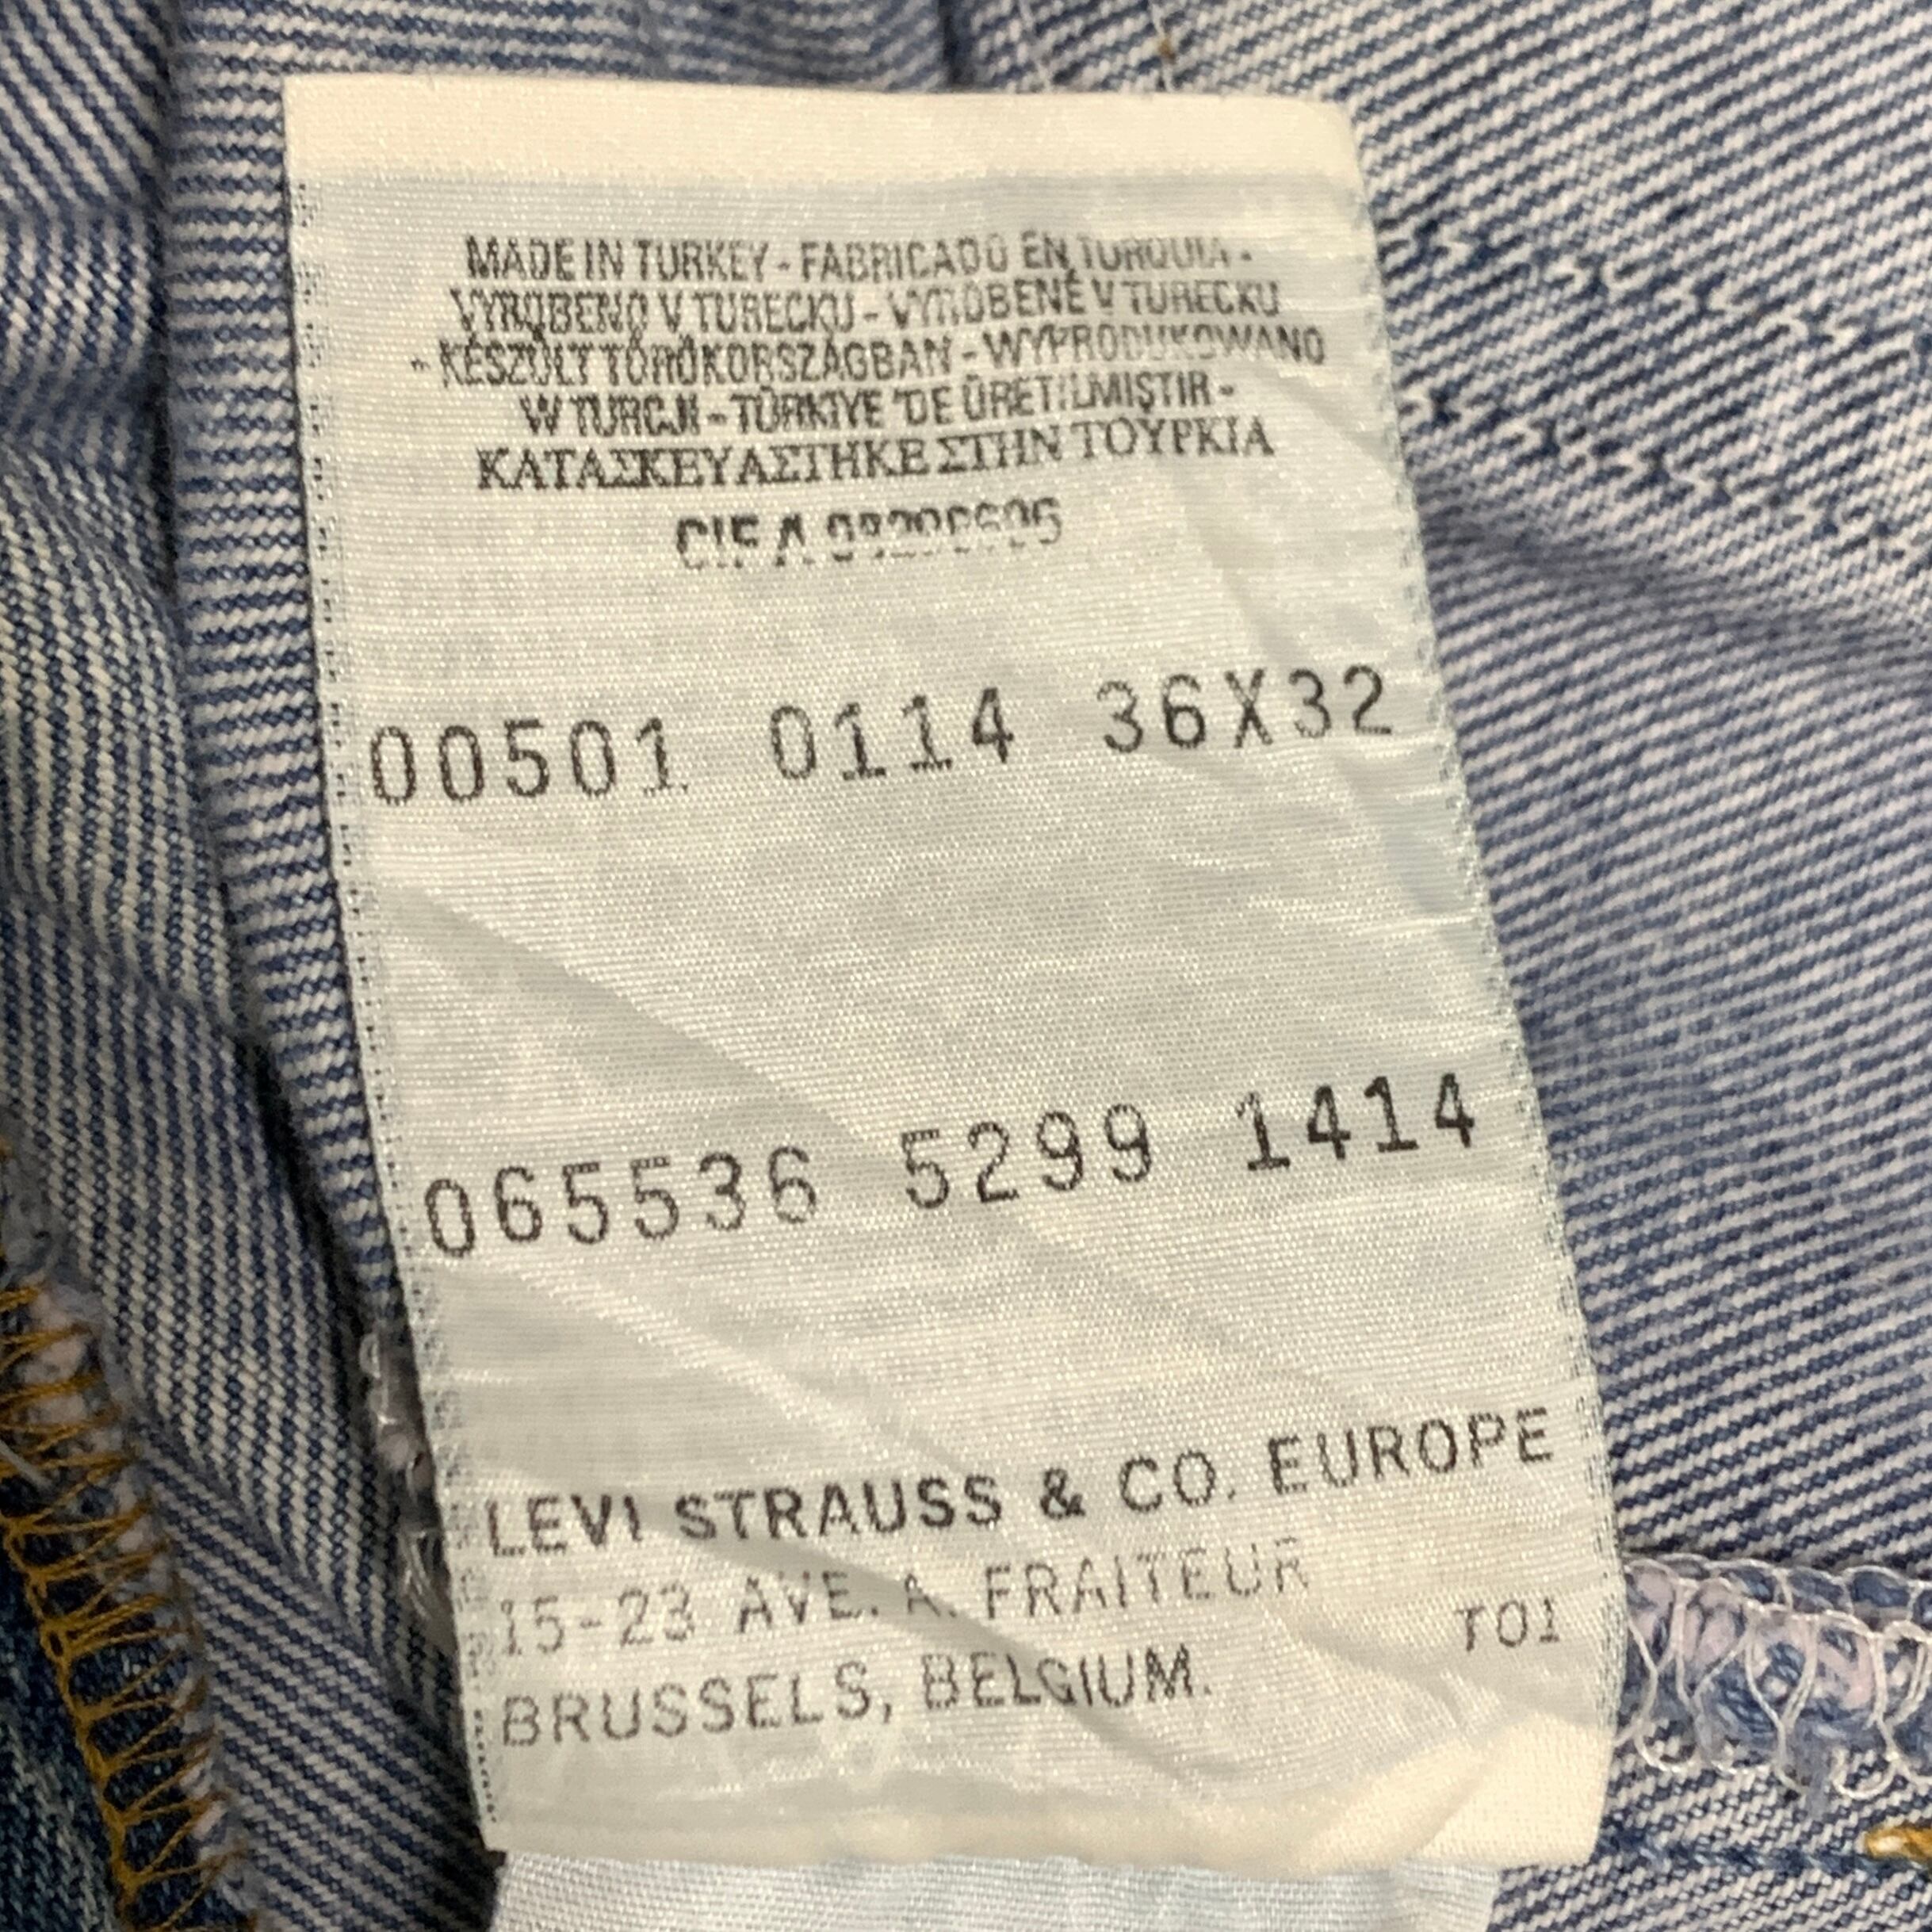 MADE IN TURKEY - FABRICADO EN TURQUIA -
VYROBENO V TURECKU - VYROBENÉ V TURECKU
- KÉSZÜLT TÖRÖKORSZÁGBAN - WYPRODUKOWANO
W TURCJI - TÜRKIYE 'DE ÜRETILMIŞTIR -
ΚΑΤΑΣΚΕΥΑΣΤΗΚΕ ΣΤΗΝ ΤΟΥΡΚΙΑ
CIF A
00501 0114 36X32
065536 5299 1414
LEVI STRAUSS & CO. EUROPE
15-23 AVE. A. FRAITEUR
BRUSSELS, BELGIUM.
T01